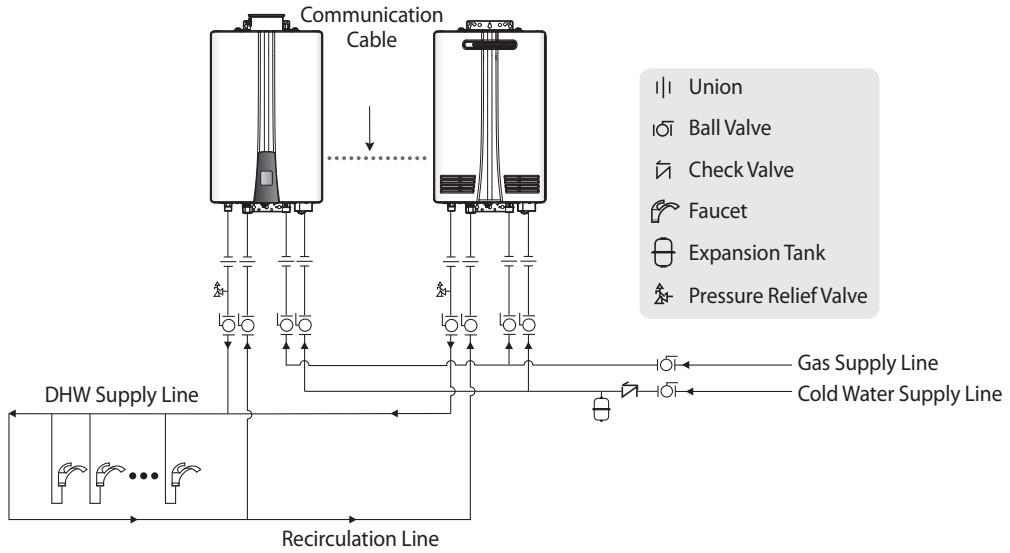 Communication
Cable
Union
Ball Valve
Check Valve
Faucet
Expansion Tank
Pressure Relief Valve
Gas Supply Line
Cold Water Supply Line
DHW Supply Line
Recirculation Line